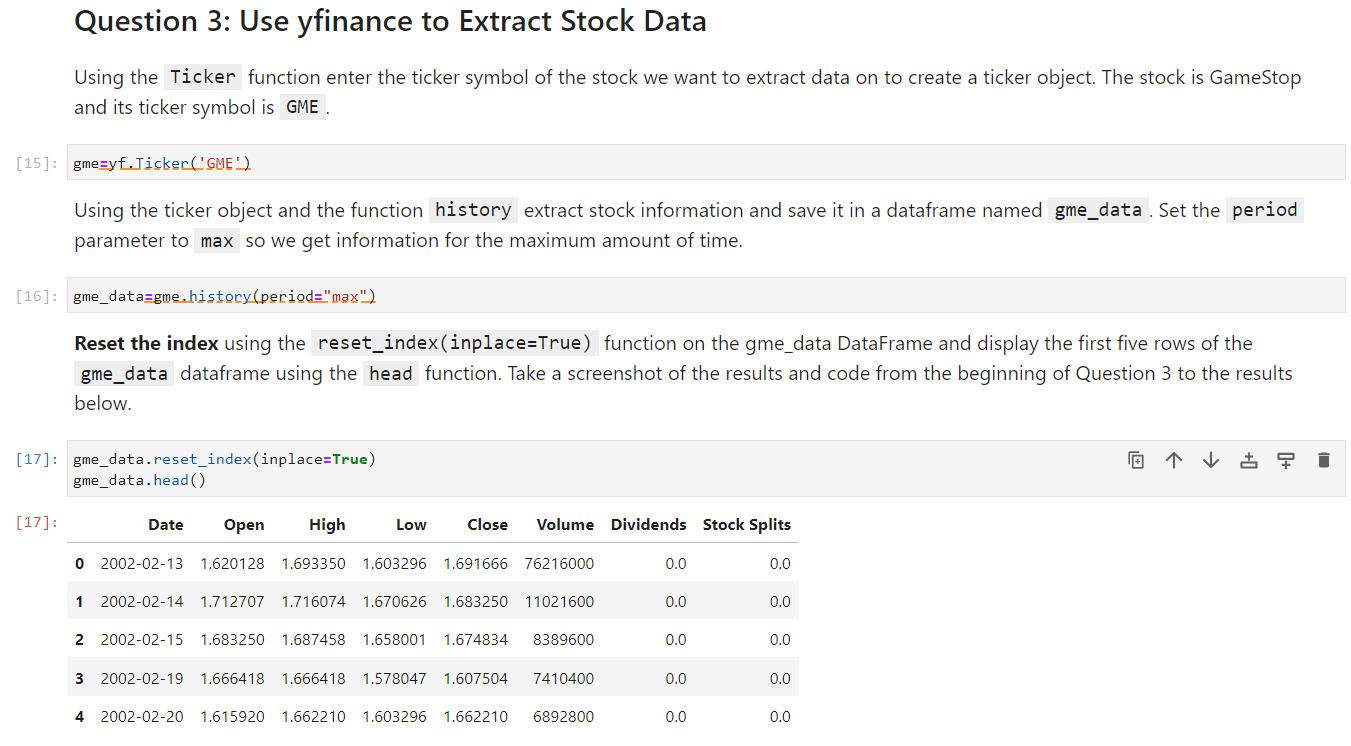 Question 3: Use yfinance to Extract Stock Data
Using the Ticker function enter the ticker symbol of the stock we want to extract data on to create a ticker object. The stock is GameStop
and its ticker symbol is GME .
[15]: gme=yf.Ticker('GME')
Using the ticker object and the function history extract stock information and save it in a dataframe named gme_data . Set the period
parameter to max so we get information for the maximum amount of time.
[16]: gme_data=gme.history(period="max")
Reset the index using the reset_index(inplace=True) function on the gme_data DataFrame and display the first five rows of the
gme_data dataframe using the head function. Take a screenshot of the results and code from the beginning of Question 3 to the results
below.
[17]: gme_data.reset_index(inplace=True)
gme_data.head()
[17]: Date Open High Low Close Volume Dividends Stock Splits
0 2002-02-13 1.620128 1.693350 1.603296 1.691666 76216000 0.0 0.0
1 2002-02-14 1.712707 1.716074 1.670626 1.683250 11021600 0.0 0.0
2 2002-02-15 1.683250 1.687458 1.658001 1.674834 8389600 0.0 0.0
3 2002-02-19 1.666418 1.666418 1.578047 1.607504 7410400 0.0 0.0
4 2002-02-20 1.615920 1.662210 1.603296 1.662210 6892800 0.0 0.0